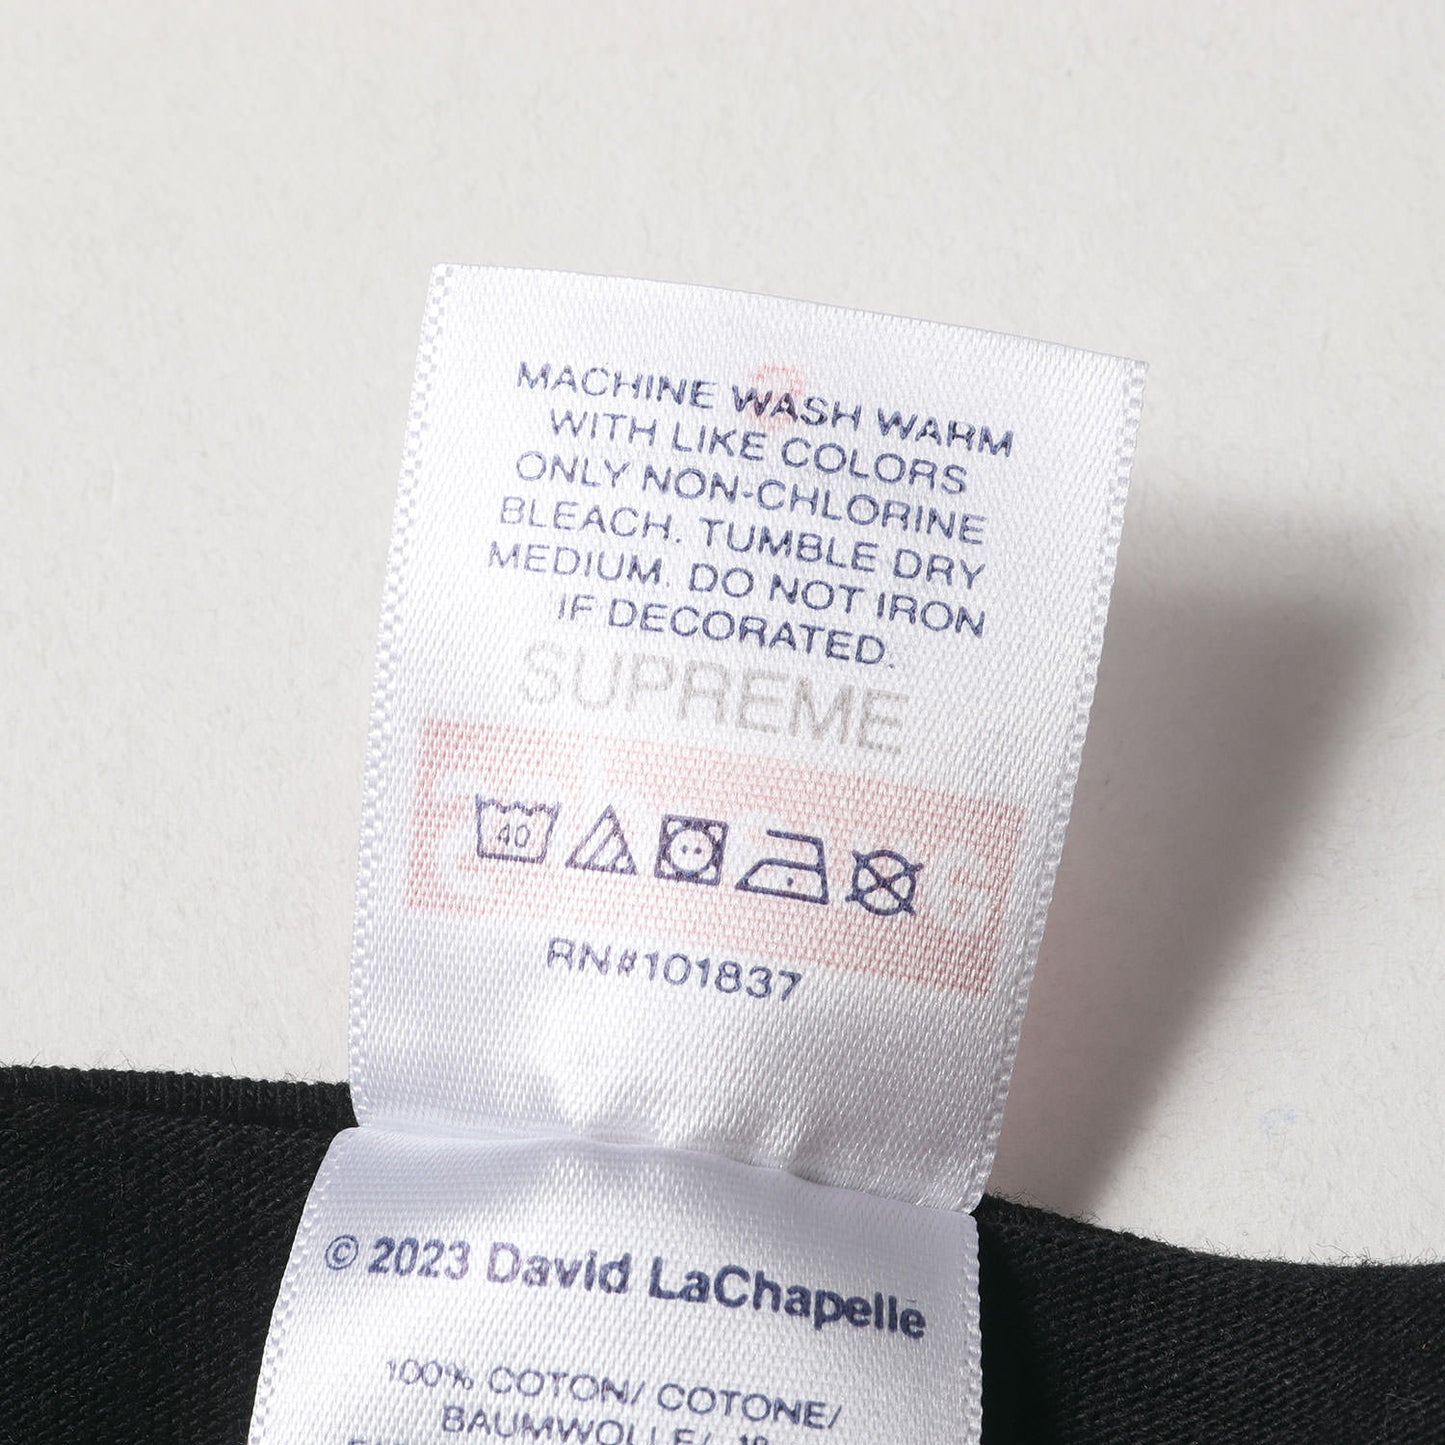 MACHINE WASH WARM
WITH LIKE COLORS
ONLY NON-CHLORINE
BLEACH. TUMBLE DRY
MEDIUM. DO NOT IRON
IF DECORATED.
SUPREME
40
RN#101837
© 2023 David LaChapelle
100% COTON/ COTONE/
BAUMWOLLE/